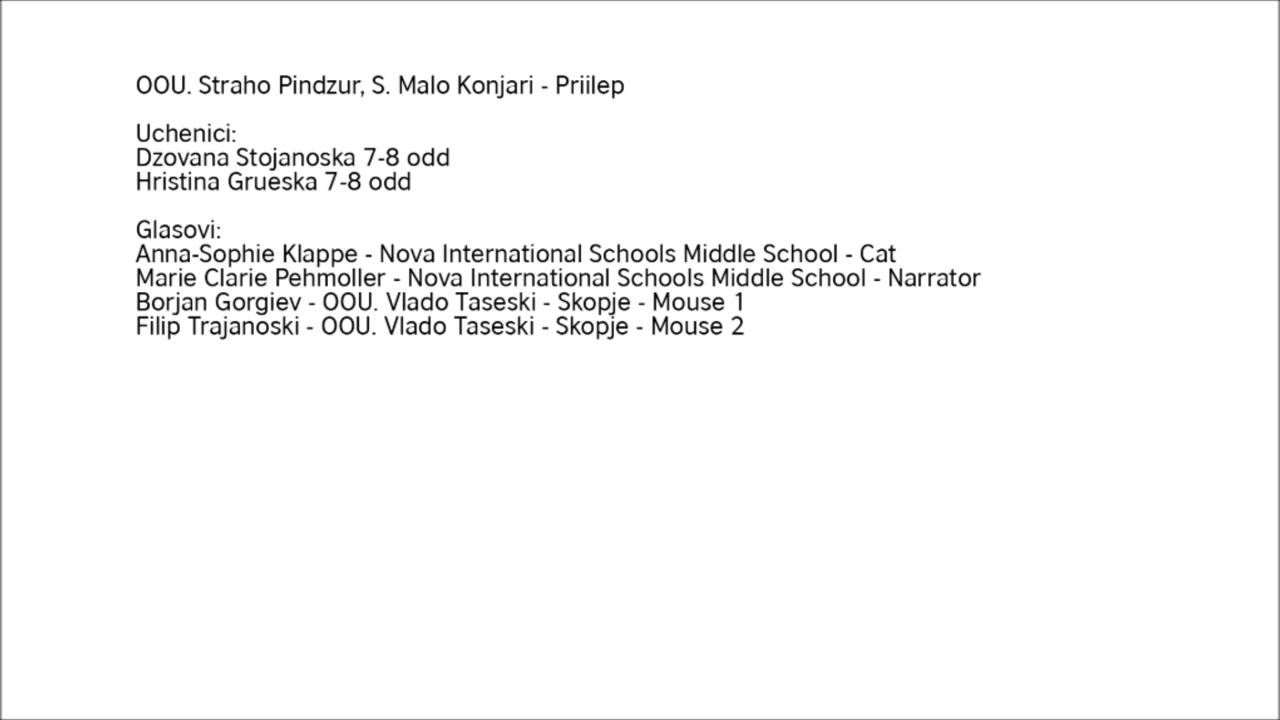 OOU. Straho Pindzur, S. Malo Konjari - Priilep
Uchenici:
Dzovana Stojanoska 7-8 odd
Hristina Grueska 7-8 odd
Glasovi:
Anna-Sophie Klappe - Nova International Schools Middle School - Cat
Marie Clarie Pehmoller - Nova International Schools Middle School - Narrator
Borjan Gorgiev - OOU. Vlado Taseski - Skopje - Mouse 1
Filip Trajanoski - OOU. Vlado Taseski - Skopje - Mouse 2